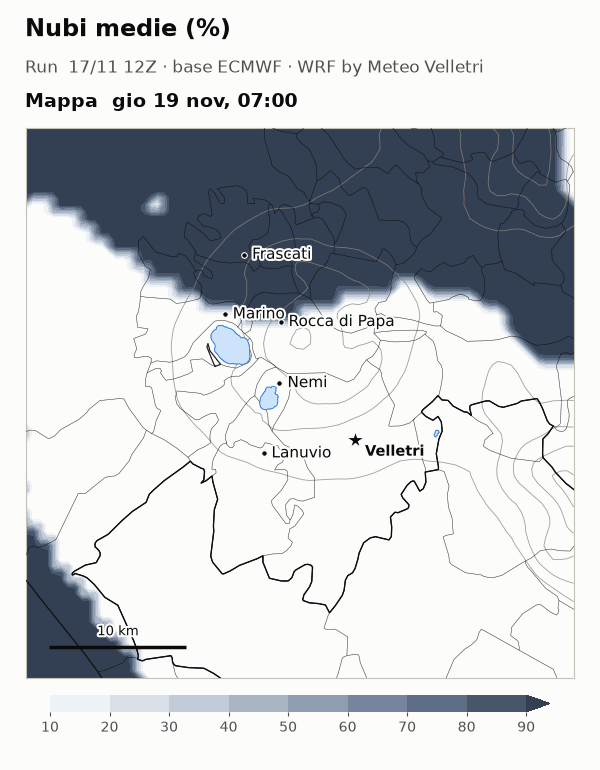 Nubi medie (%)
Run  17/11 12Z · base ECMWF · WRF by Meteo Velletri
Mappa  gio 19 nov, 07:00
Frascati
Marino
Rocca di Papa
Nemi
Velletri
Lanuvio
10 km
10 20 30 40 50 60 70 80 90